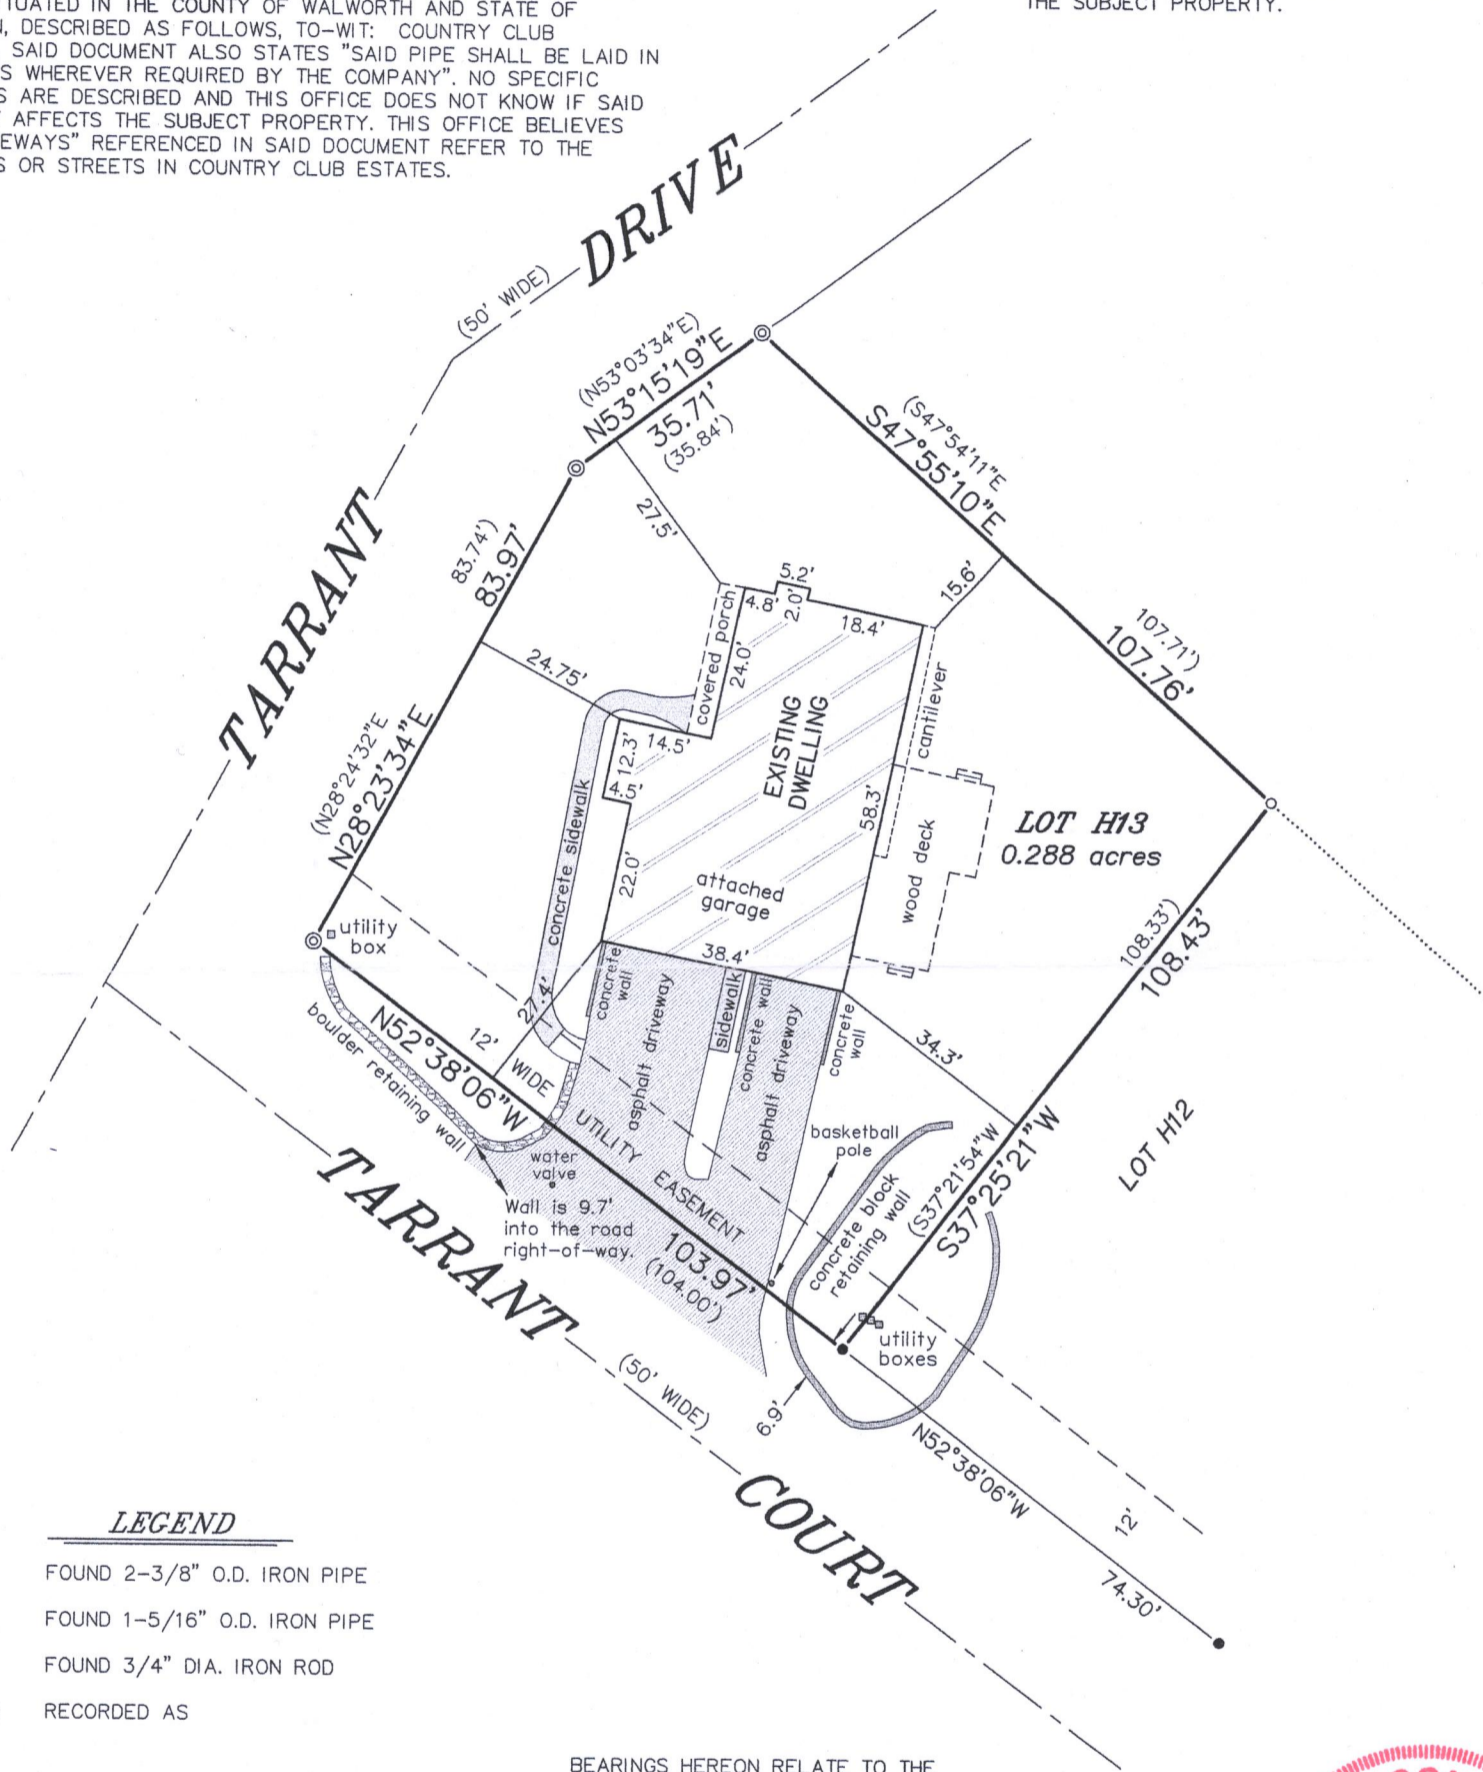 TUATED IN THE COUNTY OF WALWORTH AND STATE OF
, DESCRIBED AS FOLLOWS, TO-WIT: COUNTRY CLUB
SAID DOCUMENT ALSO STATES "SAID PIPE SHALL BE LAID IN
S WHEREVER REQUIRED BY THE COMPANY". NO SPECIFIC
S ARE DESCRIBED AND THIS OFFICE DOES NOT KNOW IF SAID
AFFECTS THE SUBJECT PROPERTY. THIS OFFICE BELIEVES
EWAYS" REFERENCED IN SAID DOCUMENT REFER TO THE
S OR STREETS IN COUNTRY CLUB ESTATES.
THE SUBJECT PROPERTY.
TARRANT
(50' WIDE)
DRIVE
(N53°03'34"E)
N53°15'19"E
35.71'
(35.84')
(S47°54'11"E
S47°55'10"E
107.71')
107.76'
83.74')
83.97'
(N28°24'32"E
N28°23'34"E
27.5'
15.6'
24.75'
5.2'
4.8'
2.0'
18.4'
covered porch
24.0'
14.5'
12.3'
4.5'
22.0'
58.3'
38.4'
EXISTING
DWELLING
attached
garage
cantilever
wood deck
concrete sidewalk
LOT H13
0.288 acres
108.33')
108.43'
(S37°21'54"W
S37°25'21"W
LOT H12
utility
box
boulder retaining wall
N52°38'06"W
103.97'
(104.00')
27.4'
12'
WIDE
UTILITY
EASEMENT
concrete
wall
asphalt driveway
sidewalk
concrete wall
asphalt driveway
concrete
wall
34.3'
basketball
pole
water
valve
Wall is 9.7'
into the road
right-of-way.
concrete block
retaining wall
utility
boxes
6.9'
TARRANT
(50' WIDE)
COURT
N52°38'06"W
12'
74.30'
LEGEND
FOUND 2-3/8" O.D. IRON PIPE
FOUND 1-5/16" O.D. IRON PIPE
FOUND 3/4" DIA. IRON ROD
RECORDED AS
BEARINGS HEREON RELATE TO THE